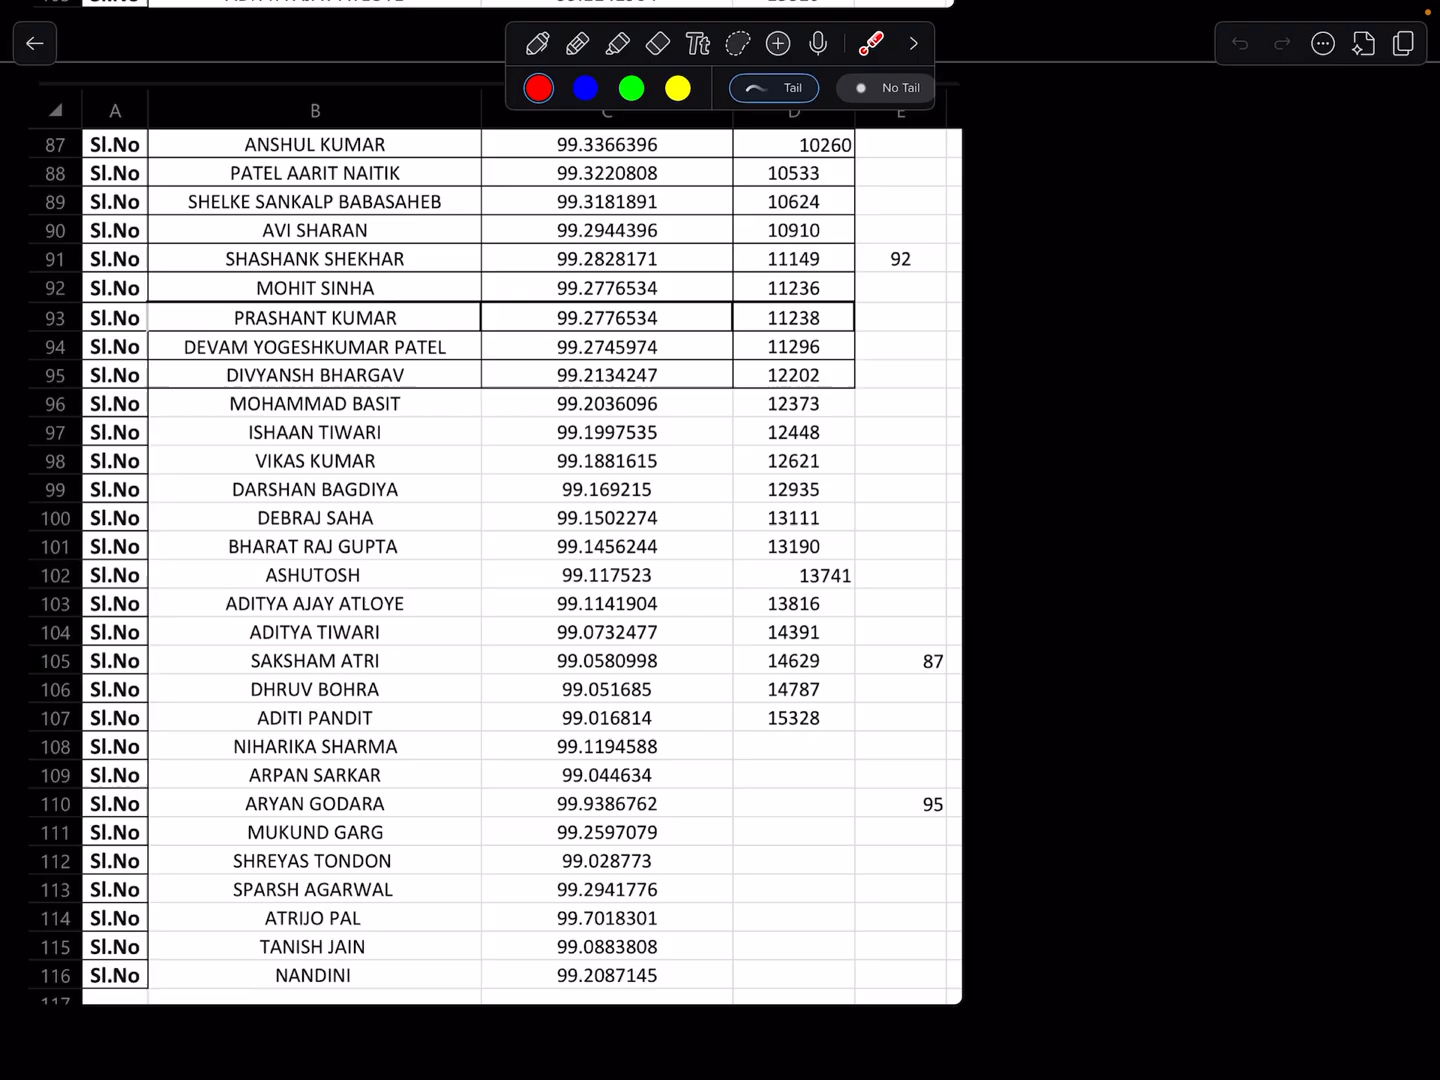 Tt
Tail
No Tail
A B E
87 Sl.No ANSHUL KUMAR 99.3366396 10260
88 Sl.No PATEL AARIT NAITIK 99.3220808 10533
89 Sl.No SHELKE SANKALP BABASAHEB 99.3181891 10624
90 Sl.No AVI SHARAN 99.2944396 10910
91 Sl.No SHASHANK SHEKHAR 99.2828171 11149 92
92 Sl.No MOHIT SINHA 99.2776534 11236
93 Sl.No PRASHANT KUMAR 99.2776534 11238
94 Sl.No DEVAM YOGESHKUMAR PATEL 99.2745974 11296
95 Sl.No DIVYANSH BHARGAV 99.2134247 12202
96 Sl.No MOHAMMAD BASIT 99.2036096 12373
97 Sl.No ISHAAN TIWARI 99.1997535 12448
98 Sl.No VIKAS KUMAR 99.1881615 12621
99 Sl.No DARSHAN BAGDIYA 99.169215 12935
100 Sl.No DEBRAJ SAHA 99.1502274 13111
101 Sl.No BHARAT RAJ GUPTA 99.1456244 13190
102 Sl.No ASHUTOSH 99.117523 13741
103 Sl.No ADITYA AJAY ATLOYE 99.1141904 13816
104 Sl.No ADITYA TIWARI 99.0732477 14391
105 Sl.No SAKSHAM ATRI 99.0580998 14629 87
106 Sl.No DHRUV BOHRA 99.051685 14787
107 Sl.No ADITI PANDIT 99.016814 15328
108 Sl.No NIHARIKA SHARMA 99.1194588
109 Sl.No ARPAN SARKAR 99.044634
110 Sl.No ARYAN GODARA 99.9386762 95
111 Sl.No MUKUND GARG 99.2597079
112 Sl.No SHREYAS TONDON 99.028773
113 Sl.No SPARSH AGARWAL 99.2941776
114 Sl.No ATRIJO PAL 99.7018301
115 Sl.No TANISH JAIN 99.0883808
116 Sl.No NANDINI 99.2087145